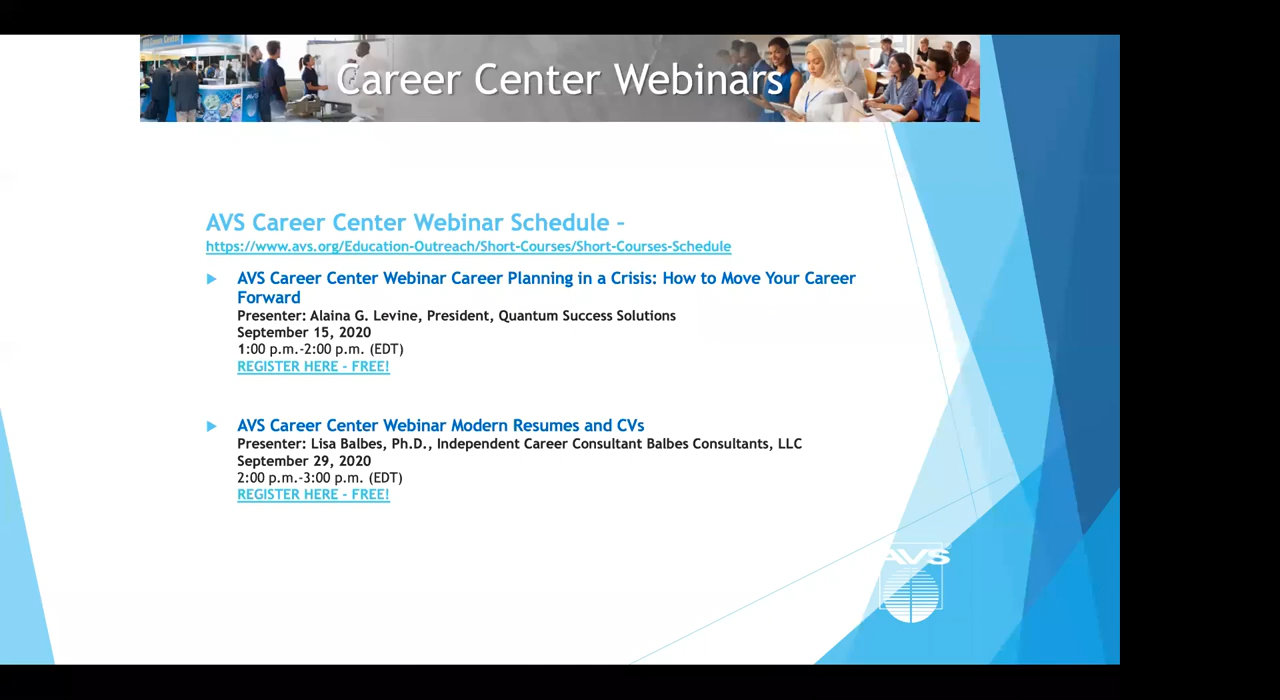 Career Center Webinars
AVS Career Center Webinar Schedule –
https://www.avs.org/Education-Outreach/Short-Courses/Short-Courses-Schedule
AVS Career Center Webinar Career Planning in a Crisis: How to Move Your Career
Forward
Presenter: Alaina G. Levine, President, Quantum Success Solutions
September 15, 2020
1:00 p.m.-2:00 p.m. (EDT)
REGISTER HERE - FREE!
AVS Career Center Webinar Modern Resumes and CVs
Presenter: Lisa Balbes, Ph.D., Independent Career Consultant Balbes Consultants, LLC
September 29, 2020
2:00 p.m.-3:00 p.m. (EDT)
REGISTER HERE - FREE!
AVS